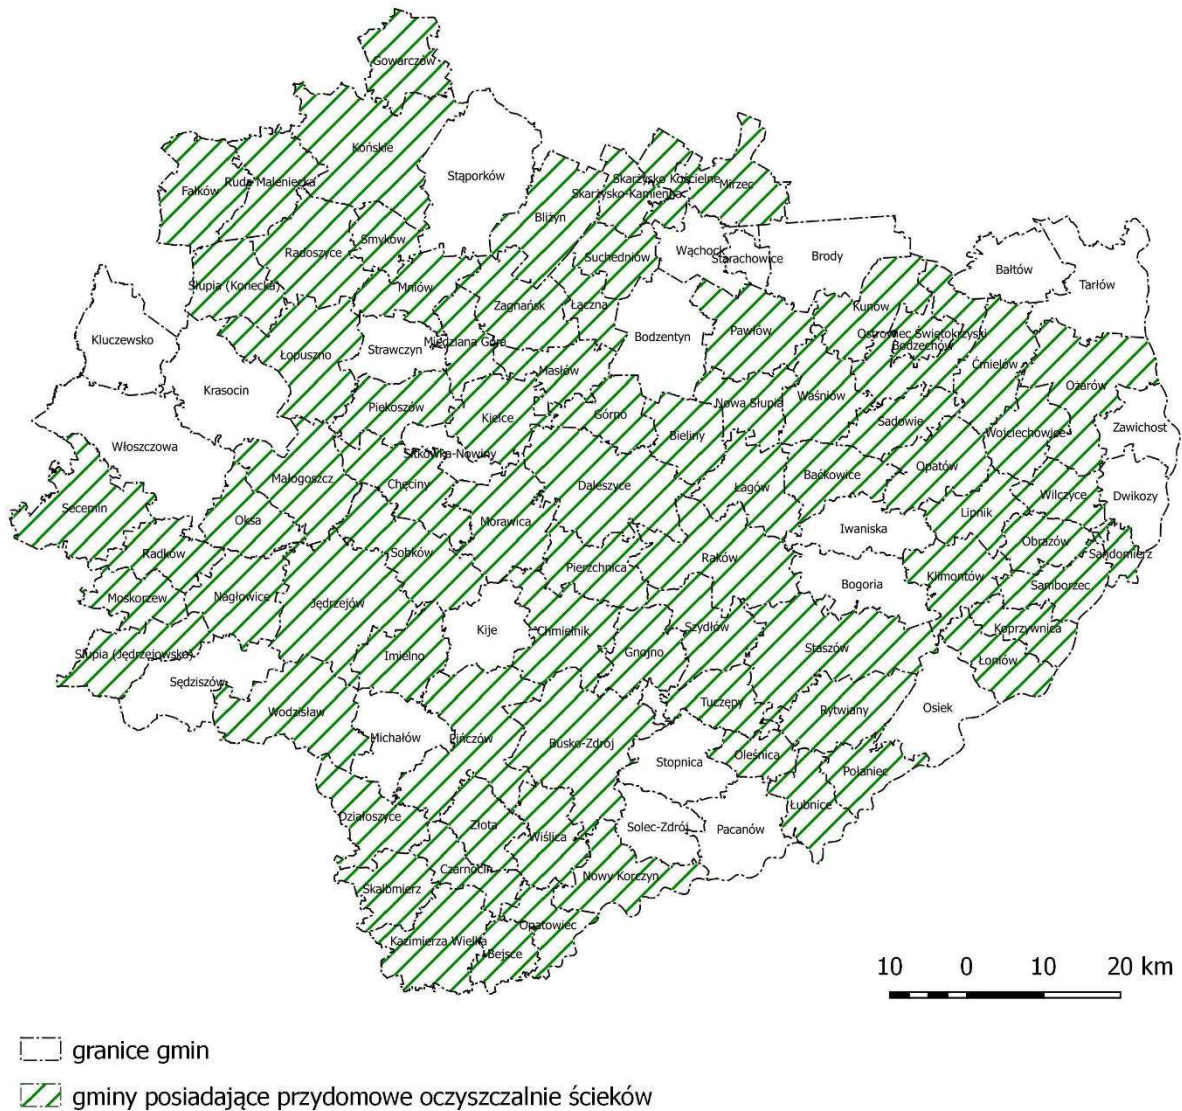 Gowarczów
Końskie
Stąporków
Fałków
Ruda Maleniecka
Skarżysko Kościelne
Skarżysko-Kamienna
Mirzec
Bliżyn
Radoszyce
Smyków
Suchedniów
Wąchock
Starachowice
Brody
Bałtów
Tarłów
Słupia (Konecka)
Mniów
Zagnańsk
Łączna
Kluczewsko
Łopuszno
Strawczyn
Miedziana Góra
Bodzentyn
Pawłów
Kunów
Ostrowiec Świętokrzyski
Bodzechów
Ćmielów
Ożarów
Krasocin
Masłów
Piekoszów
Kielce
Górno
Nowa Słupia
Waśniów
Sadowie
Wojciechowice
Zawichost
Włoszczowa
Bieliny
Sitkówka-Nowiny
Małogoszcz
Chęciny
Daleszyce
Łagów
Baćkowice
Opatów
Wilczyce
Dwikozy
Secemin
Oksa
Morawica
Iwaniska
Lipnik
Obrazów
Sandomierz
Radków
Sobków
Pierzchnica
Raków
Bogoria
Klimontów
Samborzec
Moskorzew
Nagłowice
Jędrzejów
Kije
Chmielnik
Szydłów
Koprzywnica
Słupia (Jędrzejowska)
Imielno
Gnojno
Staszów
Łoniów
Sędziszów
Wodzisław
Michałów
Pińczów
Busko-Zdrój
Tuczępy
Rytwiany
Osiek
Stopnica
Oleśnica
Połaniec
Łubnice
Działoszyce
Złota
Wiślica
Solec-Zdrój
Pacanów
Czarnocin
Skalbmierz
Nowy Korczyn
Opatowiec
Kazimierza Wielka
Bejsce
10 0 10 20 km
granice gmin
gminy posiadające przydomowe oczyszczalnie ścieków